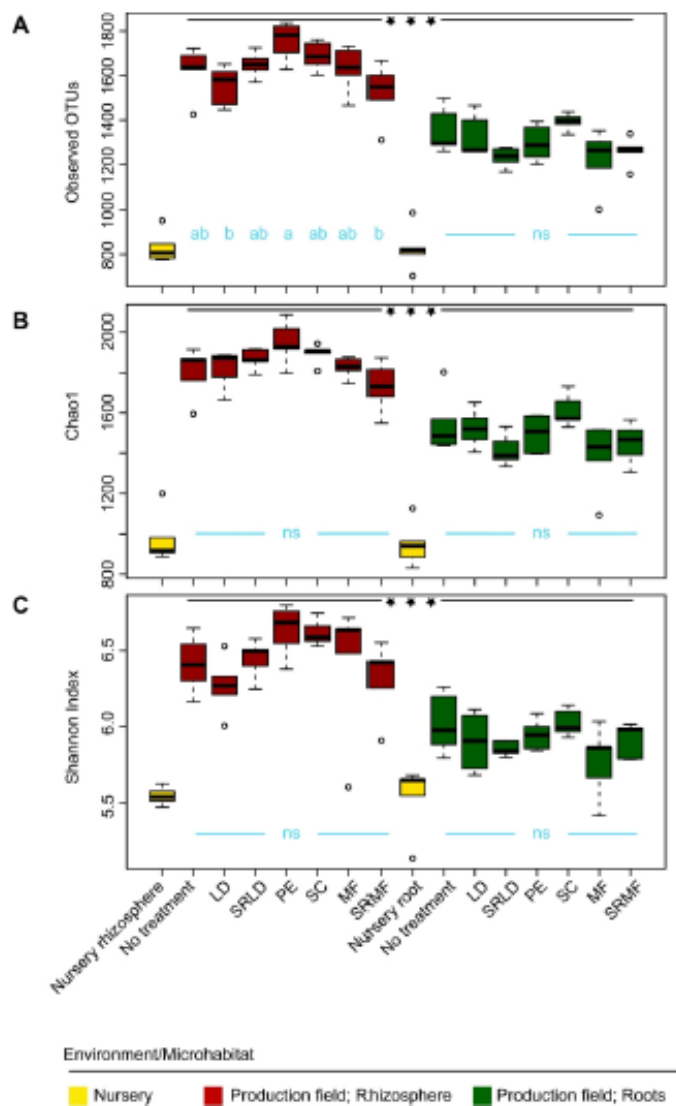 A
* * *
Observed OTUs
800 1000 1200 1400 1600 1800
ab b ab a ab ab b
ns
B
* * *
Chao1
800 1200 1600 2000
ns ns
C
* * *
Shannon Index
5.5 6.0 6.5
ns ns
Nursery rhizosphere
No treatment
LD
SRLD
PE
SC
MF
SRMF
Nursery root
No treatment
LD
SRLD
PE
SC
MF
SRMF
Environment/Microhabitat
Nursery Production field; Rhizosphere Production field; Roots